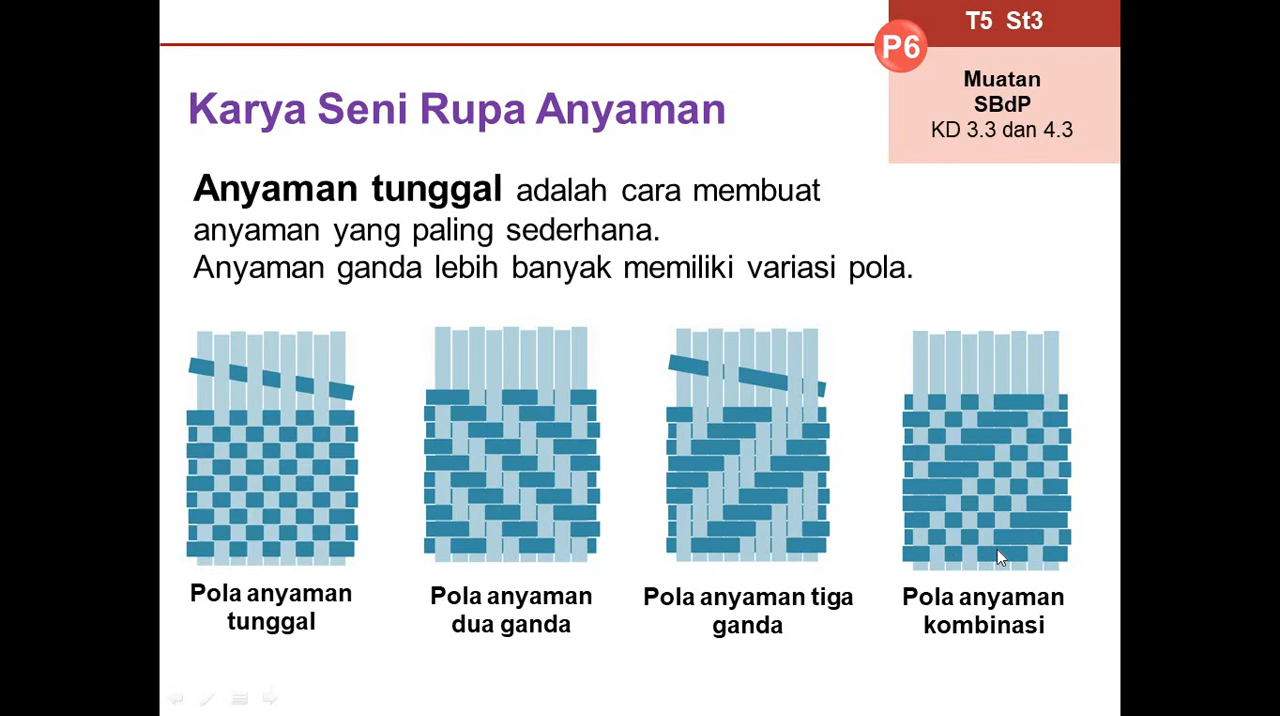 T5 St3
P6
Muatan
SBdP
KD 3.3 dan 4.3
Karya Seni Rupa Anyaman
Anyaman tunggal adalah cara membuat
anyaman yang paling sederhana.
Anyaman ganda lebih banyak memiliki variasi pola.
Pola anyaman
tunggal
Pola anyaman
dua ganda
Pola anyaman tiga
ganda
Pola anyaman
kombinasi